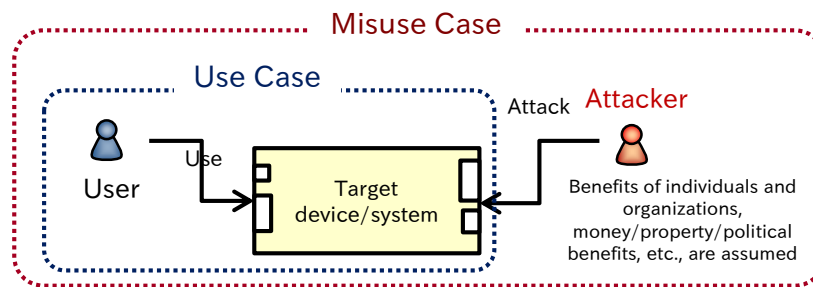 Misuse Case
Use Case
Attack
Attacker
Use
User
Target
device/system
Benefits of individuals and
organizations,
money/property/political
benefits, etc., are assumed